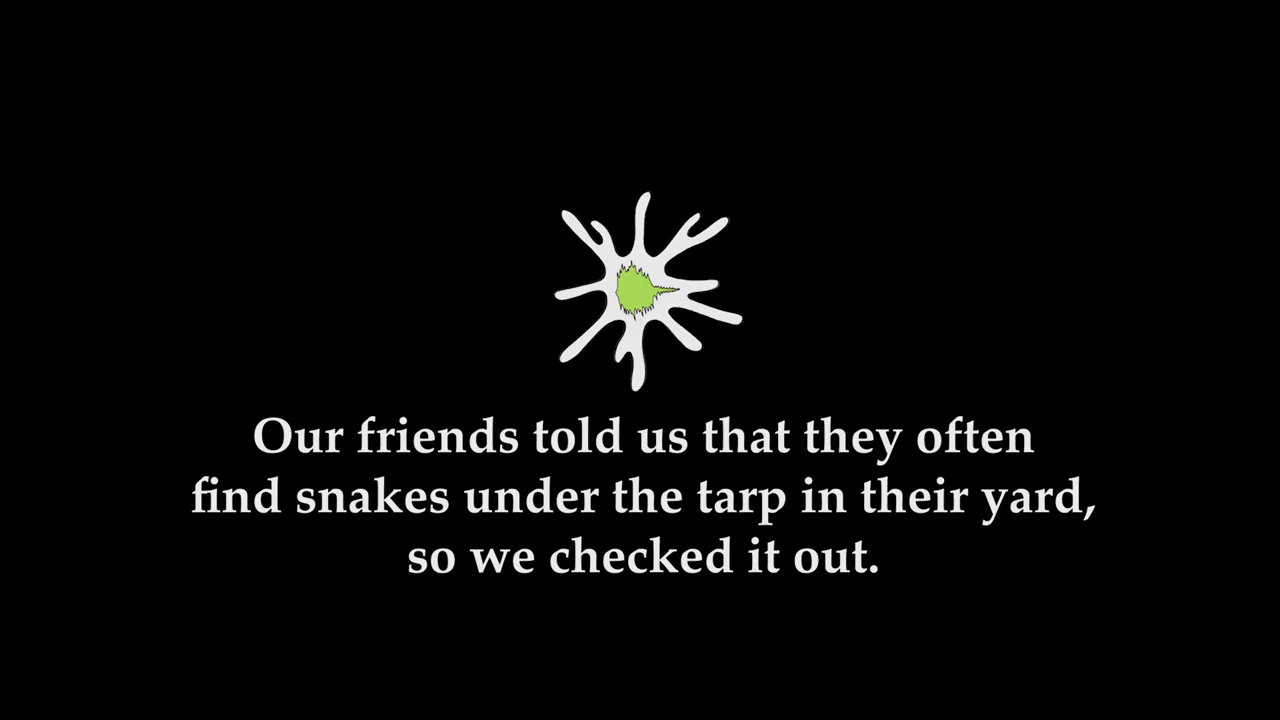 Our friends told us that they often
find snakes under the tarp in their yard,
so we checked it out.